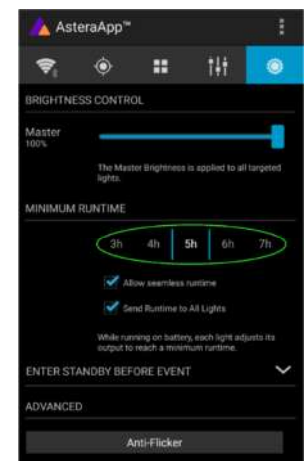 AsteraApp™
BRIGHTNESS CONTROL
Master
100%
The Master Brightness is applied to all targeted
lights.
MINIMUM RUNTIME
3h 4h 5h 6h 7h
Allow seamless runtime
Send Runtime to All Lights
While running on battery, each light adjusts its
output to reach a minimum runtime.
ENTER STANDBY BEFORE EVENT
ADVANCED
Anti-Flicker